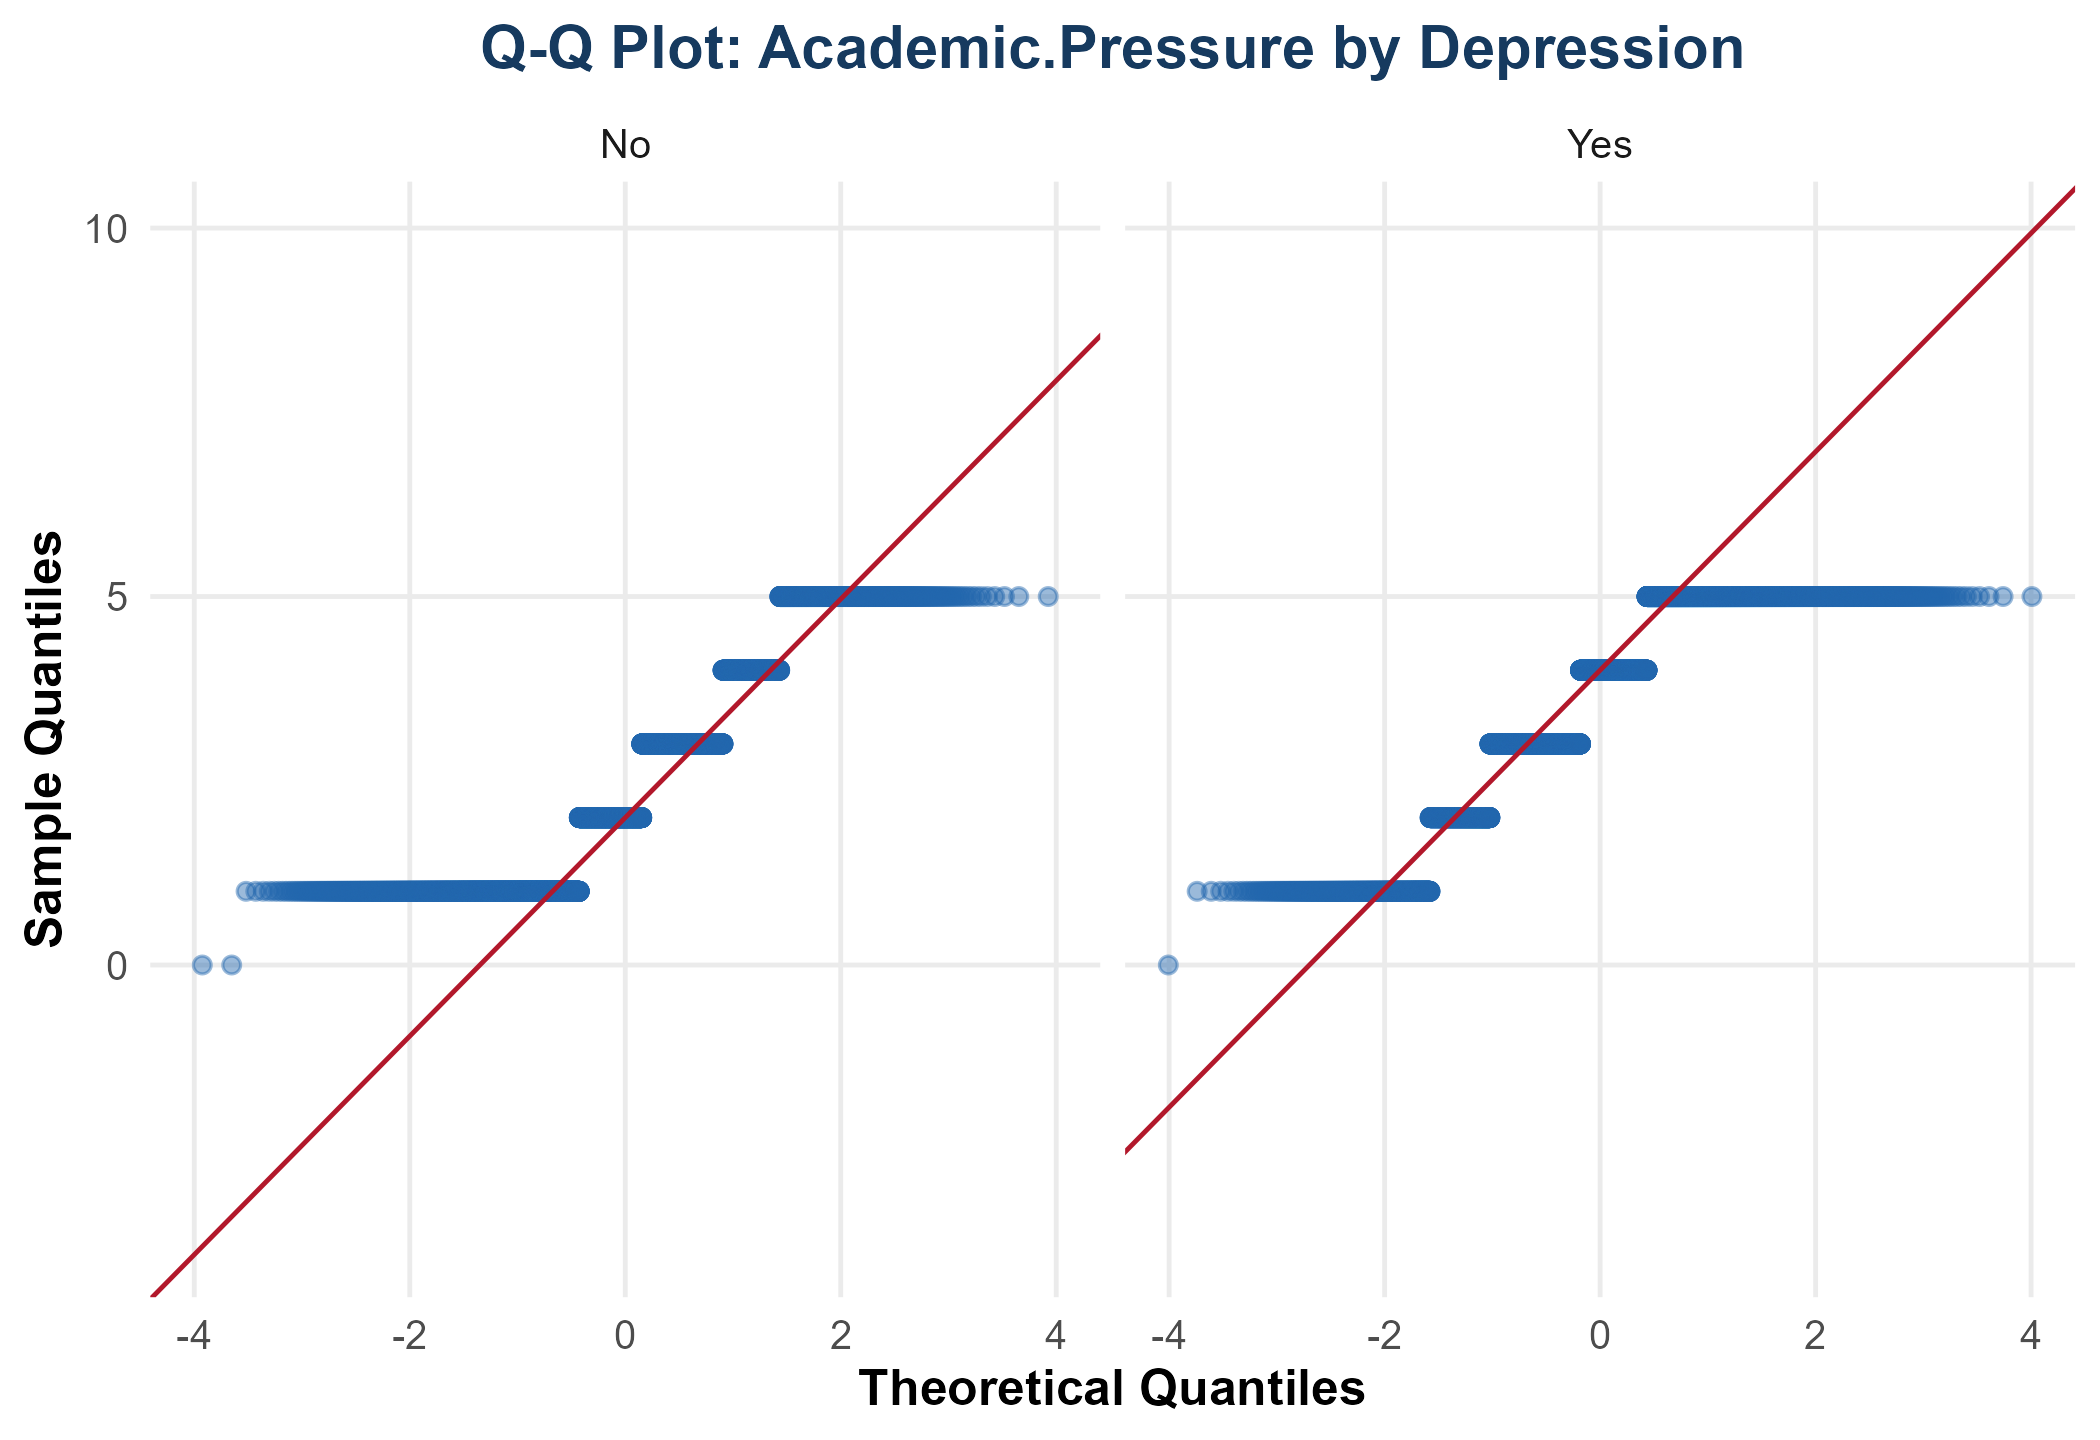 Q-Q Plot: Academic.Pressure by Depression
No
Yes
10
5
0
Sample Quantiles
-4 -2 0 2 4 -4 -2 0 2 4
Theoretical Quantiles